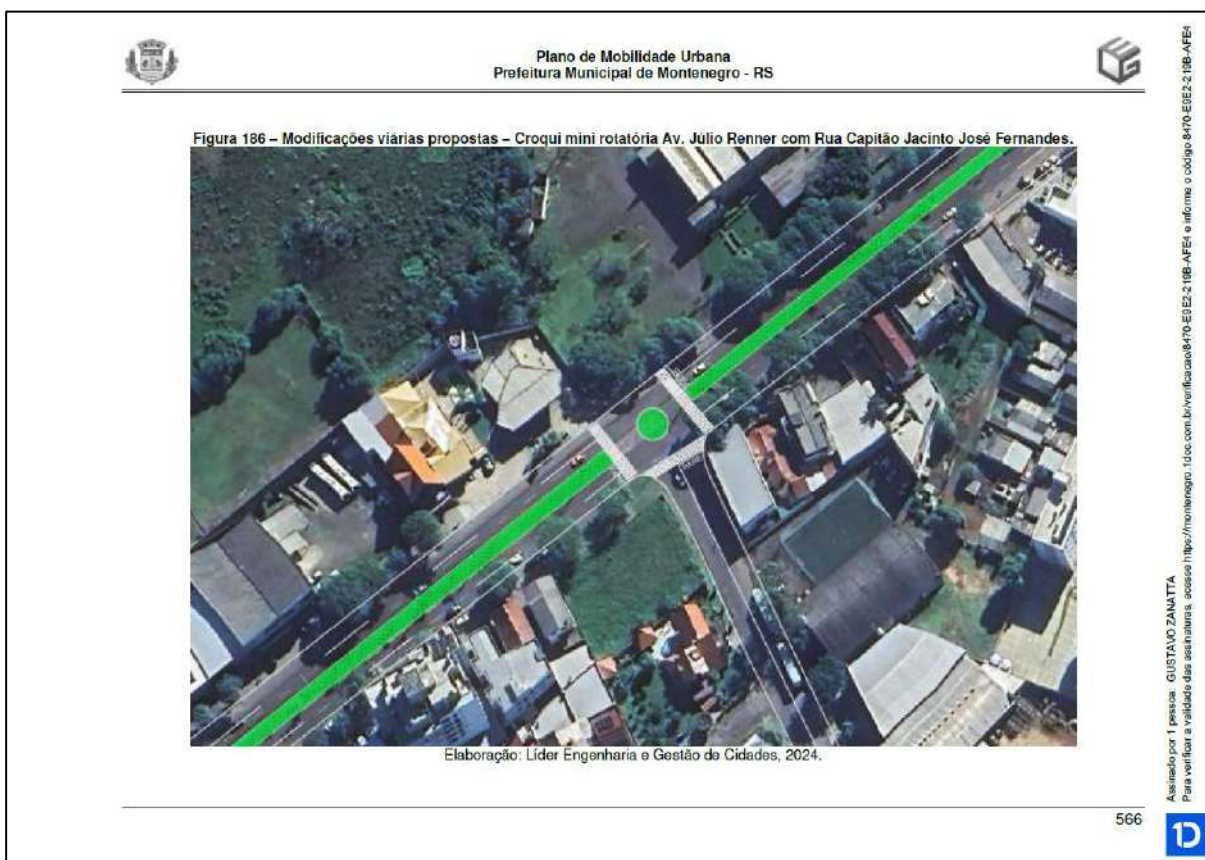 Plano de Mobilidade Urbana
Prefeitura Municipal de Montenegro - RS
Figura 186 – Modificações viárias propostas – Croqui mini rotatória Av. Júlio Renner com Rua Capitão Jacinto José Fernandes.
Elaboração: Líder Engenharia e Gestão de Cidades, 2024.
566
Assinado por 1 pessoa: GUSTAVO ZANATTA
Para verificar a validade das assinaturas, acesse https://montenegro.1doc.com.br/verificacao/8470-E9E2-219B-AFE4 e informe o código 8470-E9E2-219B-AFE4
1D